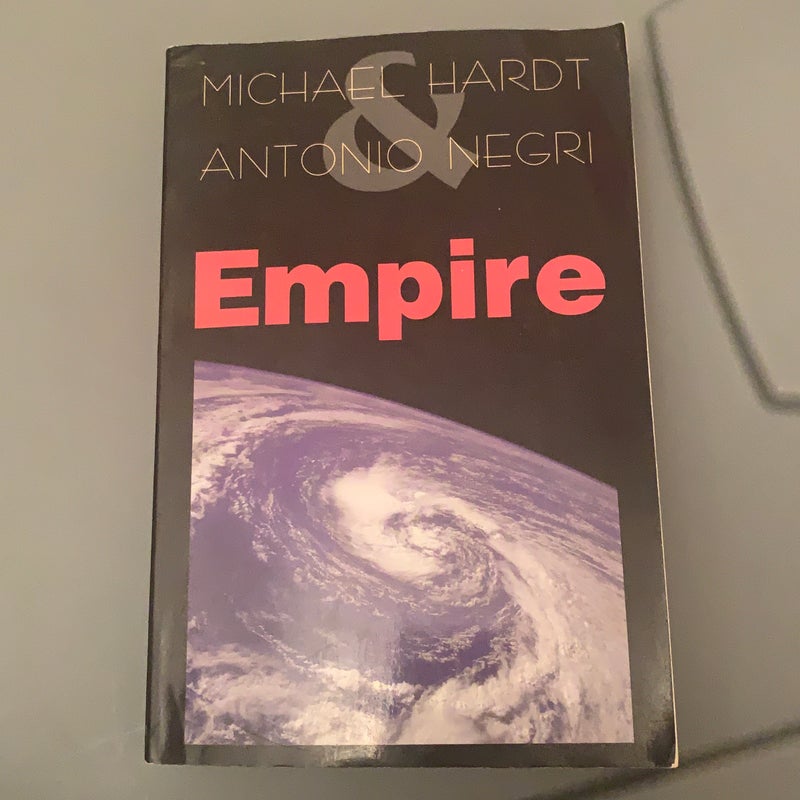 MICHAEL HARDT
&
ANTONIO NEGRI
Empire